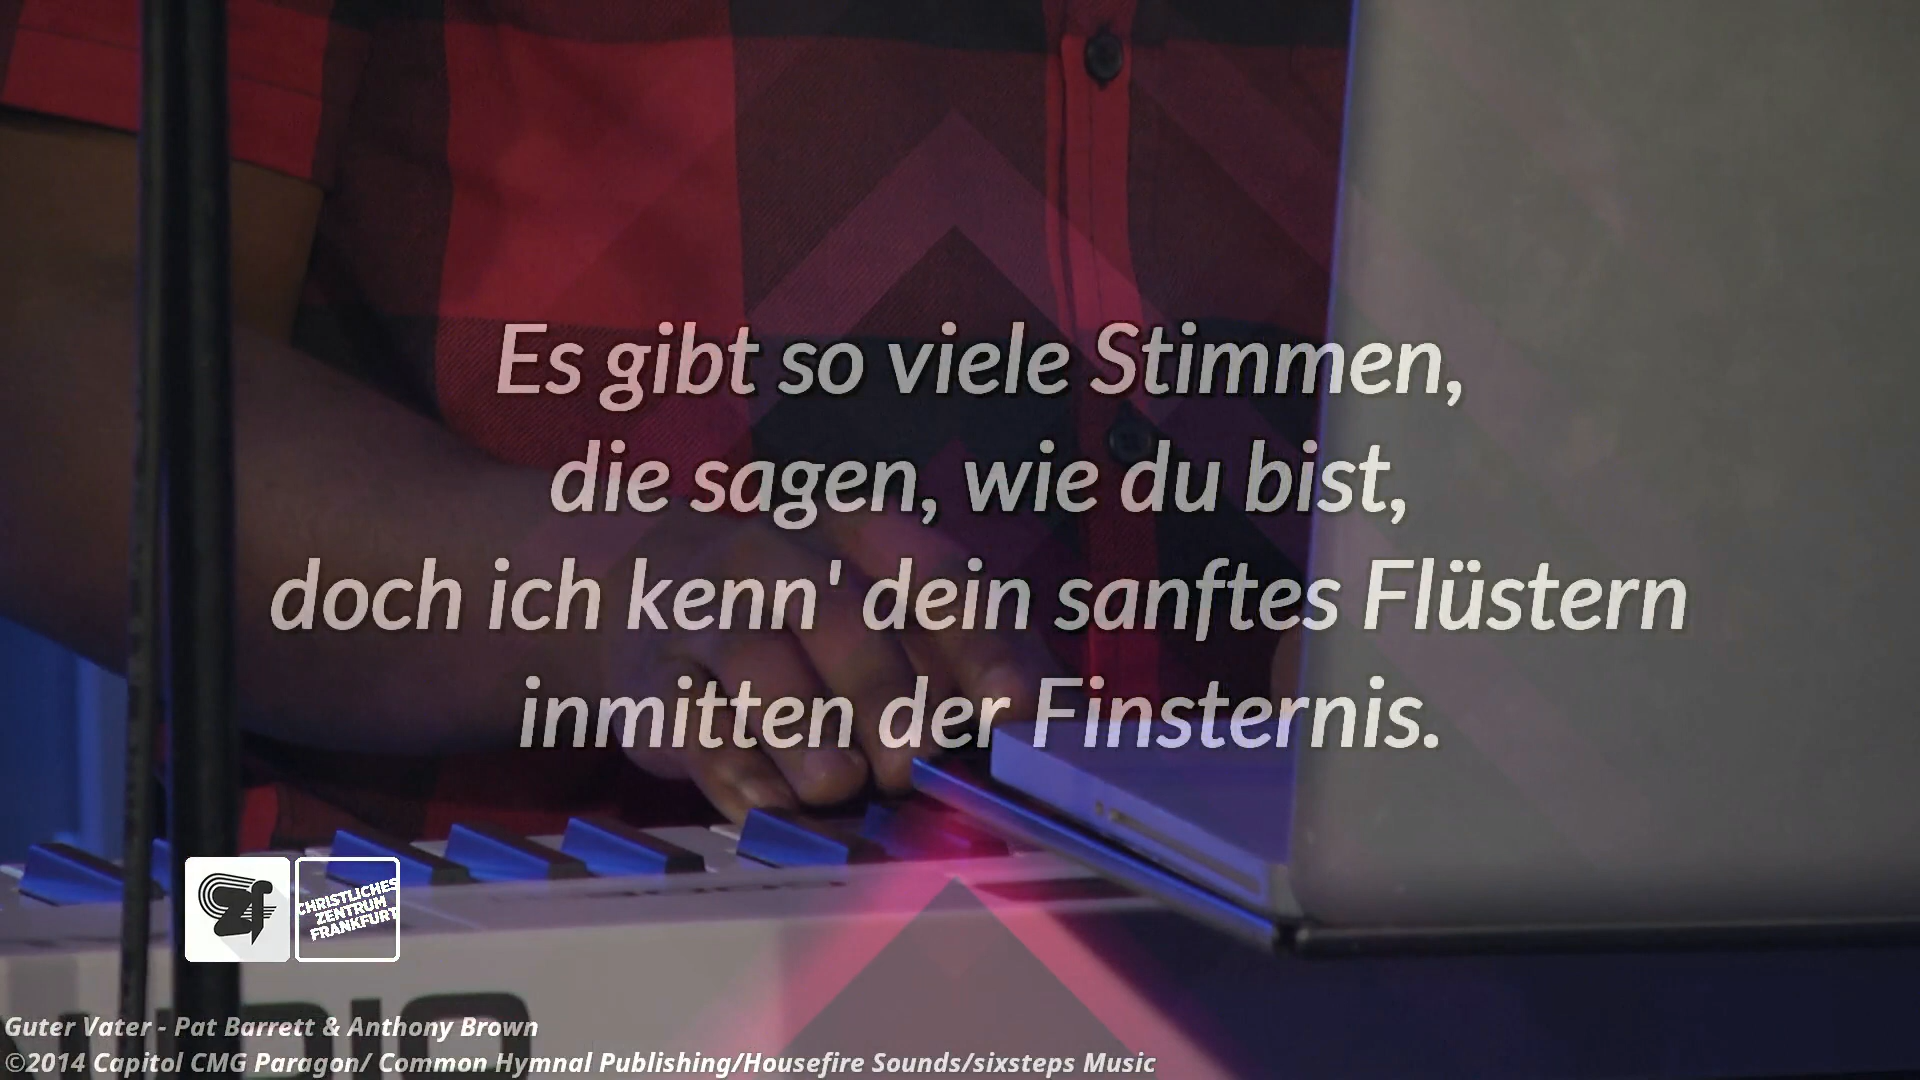 Es gibt so viele Stimmen,
die sagen, wie du bist,
doch ich kenn' dein sanftes Flüstern
inmitten der Finsternis.
CZF
CHRISTLICHES
ZENTRUM
FRANKFURT
UDIO
Guter Vater - Pat Barrett & Anthony Brown
©2014 Capitol CMG Paragon/ Common Hymnal Publishing/Housefire Sounds/sixsteps Music